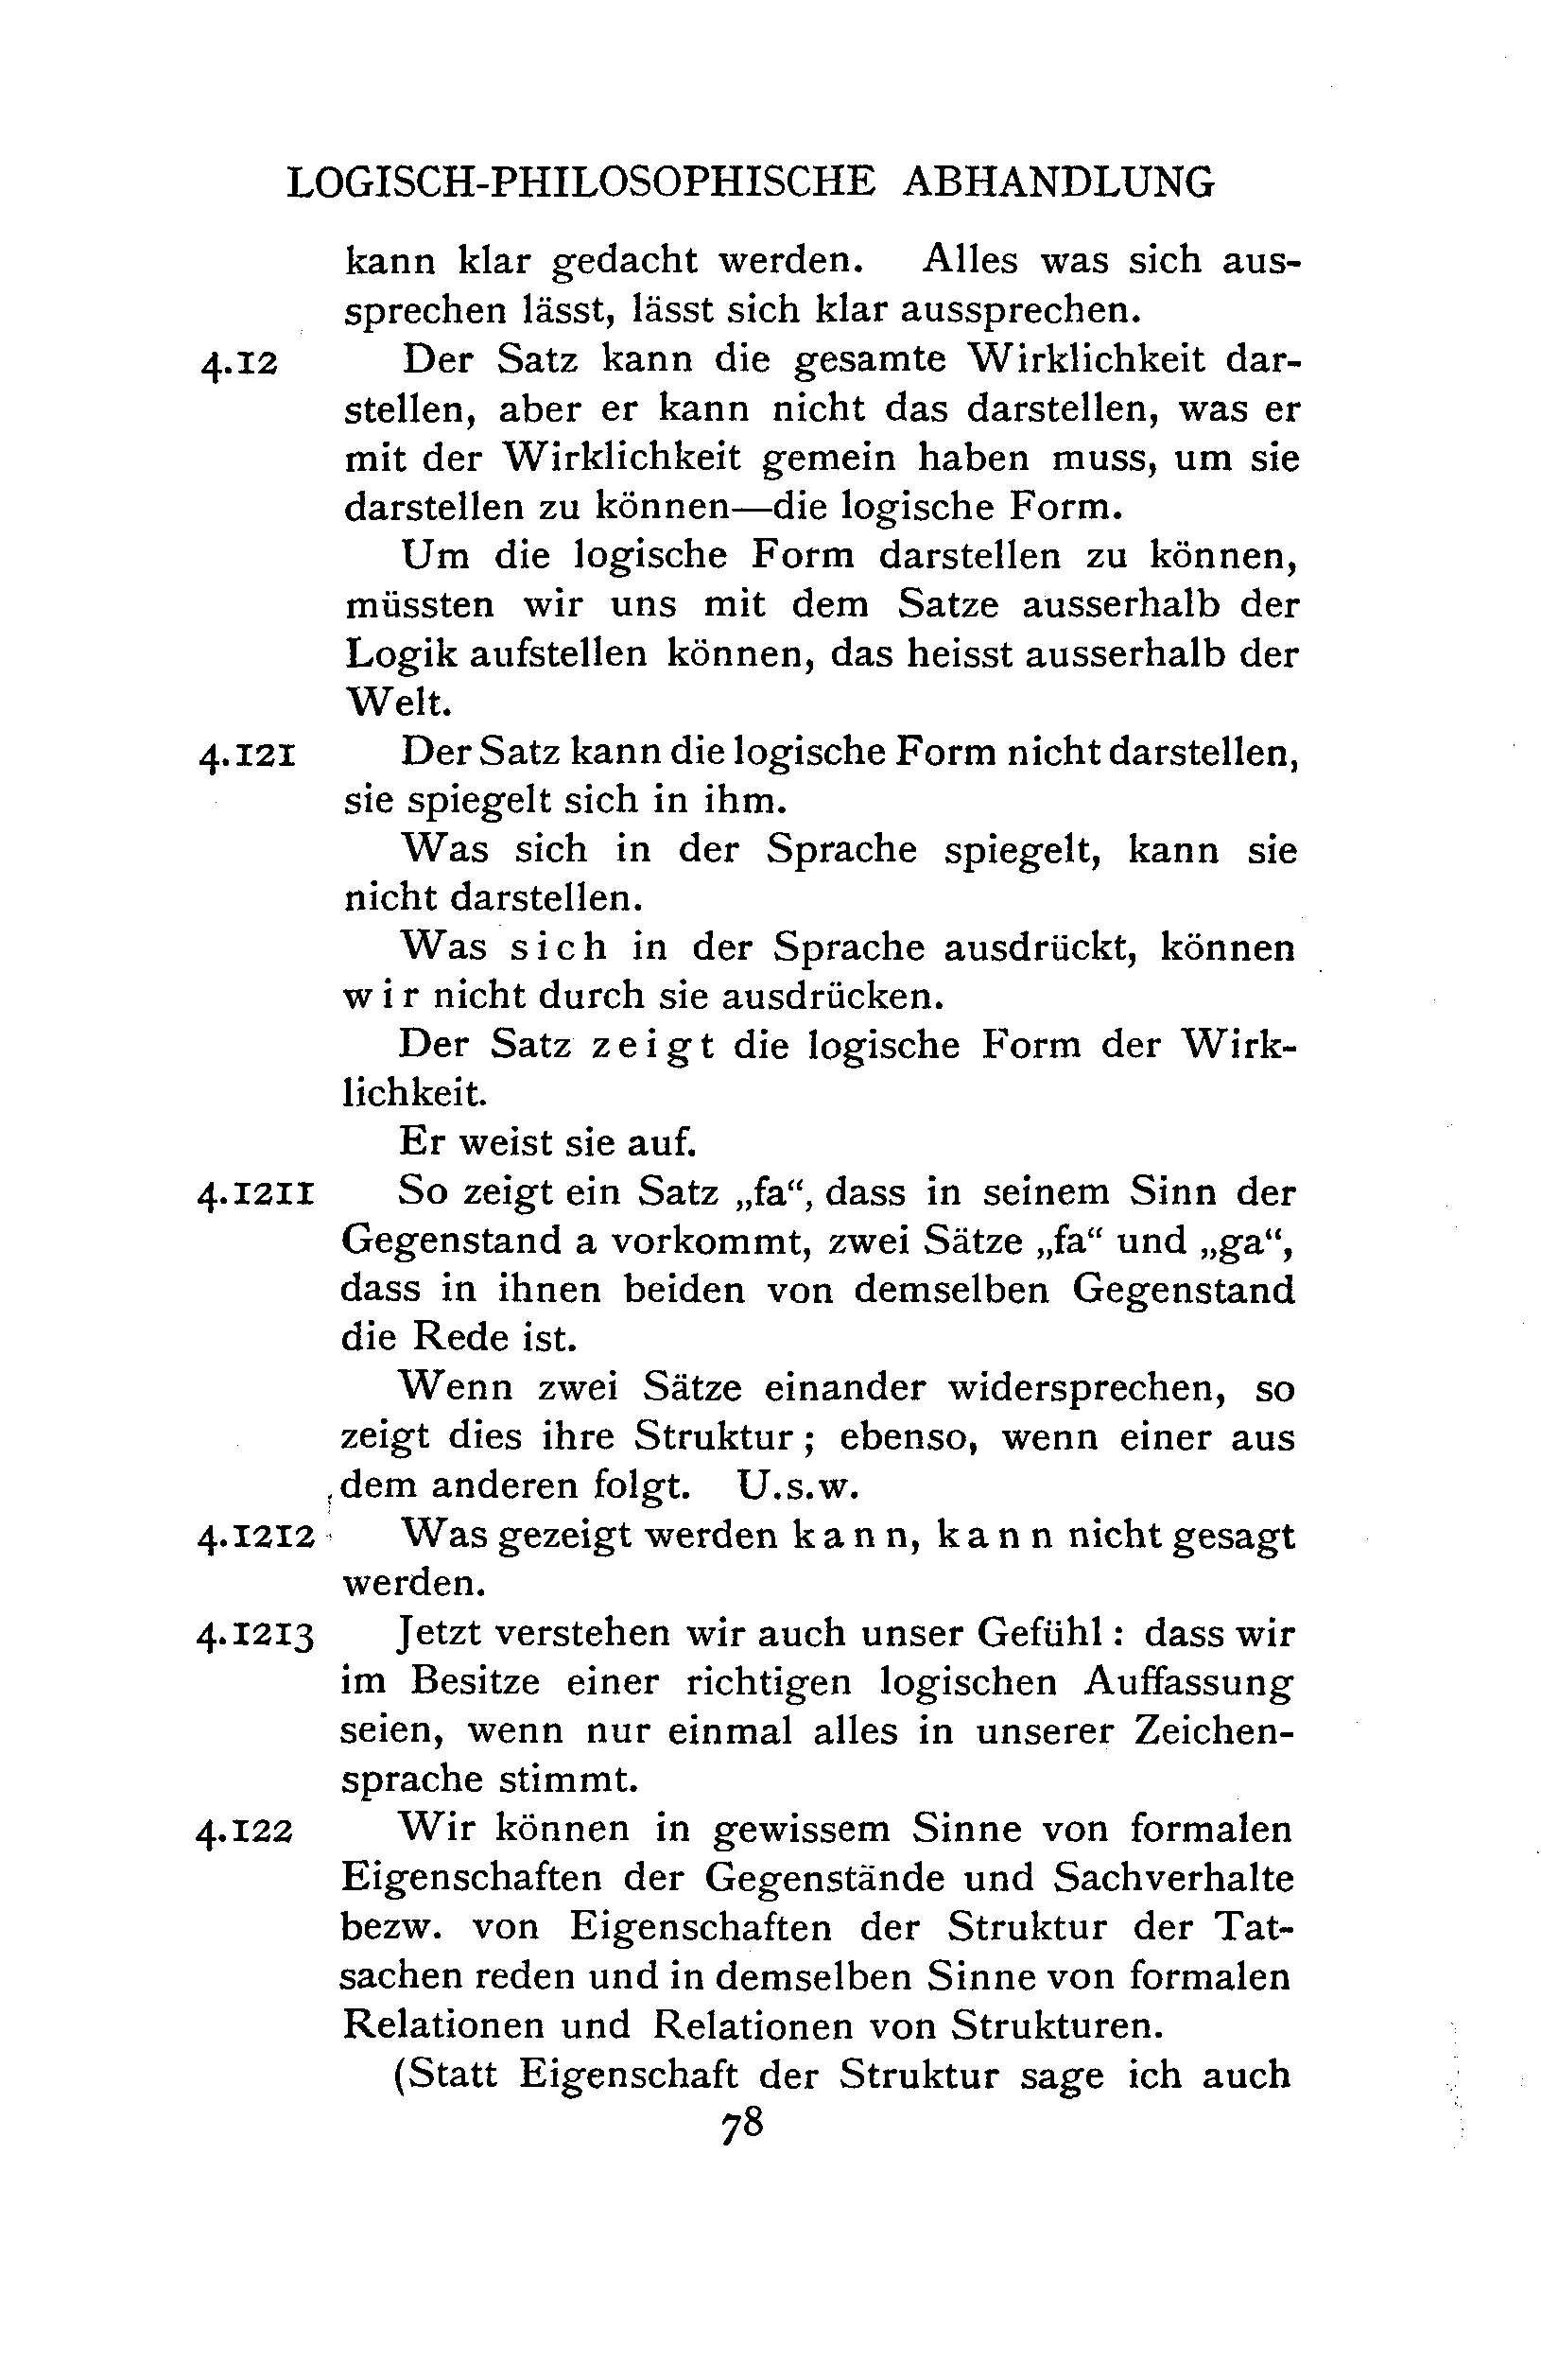 LOGISCH-PHILOSOPHISCHE ABHANDLUNG
kann klar gedacht werden. Alles was sich aus-
sprechen lässt, lässt sich klar aussprechen.
4.12 Der Satz kann die gesamte Wirklichkeit dar-
stellen, aber er kann nicht das darstellen, was er
mit der Wirklichkeit gemein haben muss, um sie
darstellen zu können—die logische Form.
Um die logische Form darstellen zu können,
müssten wir uns mit dem Satze ausserhalb der
Logik aufstellen können, das heisst ausserhalb der
Welt.
4.121 Der Satz kann die logische Form nicht darstellen,
sie spiegelt sich in ihm.
Was sich in der Sprache spiegelt, kann sie
nicht darstellen.
Was s i c h in der Sprache ausdrückt, können
w i r nicht durch sie ausdrücken.
Der Satz z e i g t die logische Form der Wirk-
lichkeit.
Er weist sie auf.
4.1211 So zeigt ein Satz „fa“, dass in seinem Sinn der
Gegenstand a vorkommt, zwei Sätze „fa“ und „ga“,
dass in ihnen beiden von demselben Gegenstand
die Rede ist.
Wenn zwei Sätze einander widersprechen, so
zeigt dies ihre Struktur; ebenso, wenn einer aus
dem anderen folgt. U.s.w.
4.1212 Was gezeigt werden k a n n, k a n n nicht gesagt
werden.
4.1213 Jetzt verstehen wir auch unser Gefühl: dass wir
im Besitze einer richtigen logischen Auffassung
seien, wenn nur einmal alles in unserer Zeichen-
sprache stimmt.
4.122 Wir können in gewissem Sinne von formalen
Eigenschaften der Gegenstände und Sachverhalte
bezw. von Eigenschaften der Struktur der Tat-
sachen reden und in demselben Sinne von formalen
Relationen und Relationen von Strukturen.
(Statt Eigenschaft der Struktur sage ich auch
78